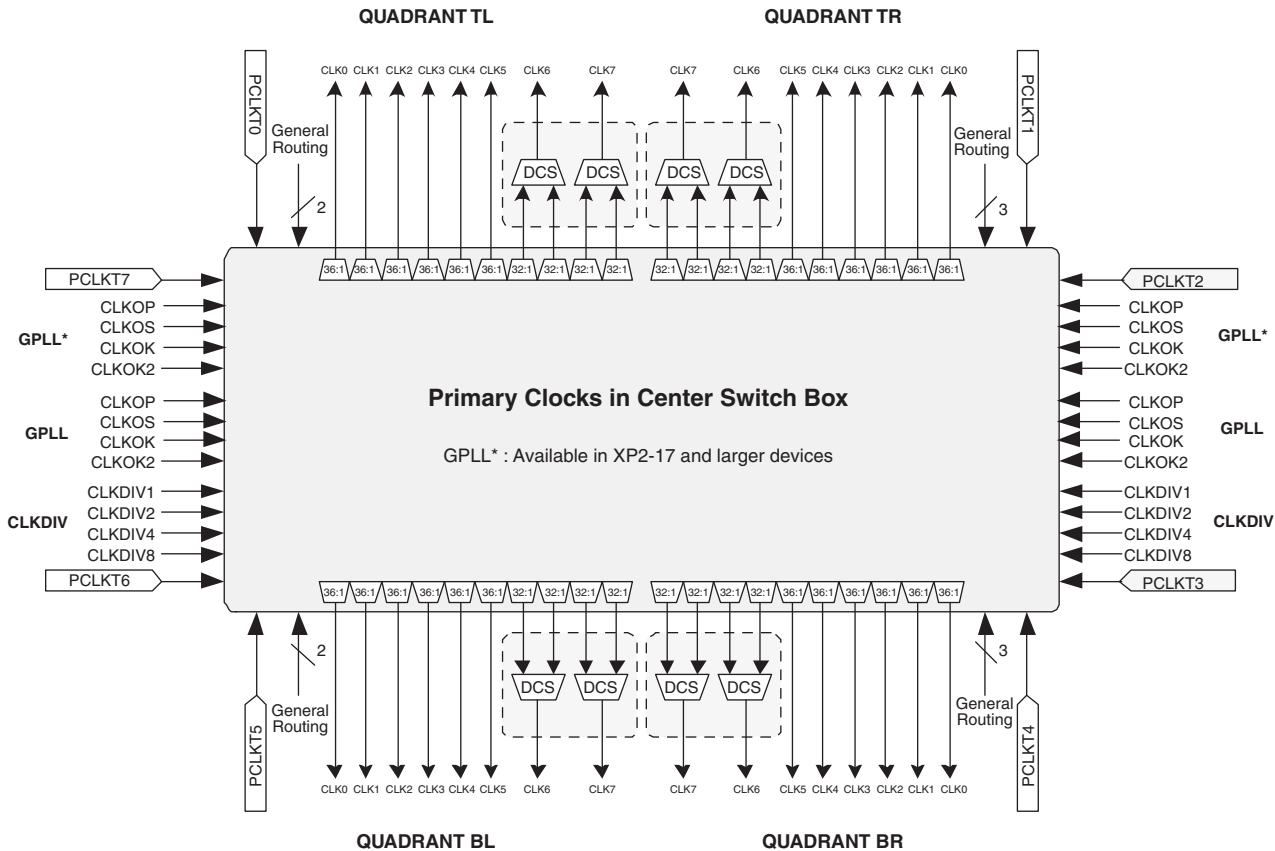 QUADRANT TL
QUADRANT TR
CLK0 CLK1 CLK2 CLK3 CLK4 CLK5 CLK6 CLK7
CLK7 CLK6 CLK5 CLK4 CLK3 CLK2 CLK1 CLK0
PCLKT0
General
Routing
2
DCS DCS
DCS DCS
General
Routing
3
PCLKT1
36:1 36:1 36:1 36:1 36:1 36:1 32:1 32:1 32:1 32:1
32:1 32:1 32:1 32:1 36:1 36:1 36:1 36:1 36:1 36:1
PCLKT7
GPLL*
CLKOP
CLKOS
CLKOK
CLKOK2
GPLL
CLKOP
CLKOS
CLKOK
CLKOK2
CLKDIV
CLKDIV1
CLKDIV2
CLKDIV4
CLKDIV8
PCLKT6
Primary Clocks in Center Switch Box
GPLL* : Available in XP2-17 and larger devices
PCLKT2
CLKOP
CLKOS
CLKOK
CLKOK2
GPLL*
CLKOP
CLKOS
CLKOK
CLKOK2
GPLL
CLKDIV1
CLKDIV2
CLKDIV4
CLKDIV8
CLKDIV
PCLKT3
36:1 36:1 36:1 36:1 36:1 36:1 32:1 32:1 32:1 32:1
32:1 32:1 32:1 32:1 36:1 36:1 36:1 36:1 36:1 36:1
PCLKT5
2
General
Routing
DCS DCS
DCS DCS
3
General
Routing
PCLKT4
CLK0 CLK1 CLK2 CLK3 CLK4 CLK5 CLK6 CLK7
CLK7 CLK6 CLK5 CLK4 CLK3 CLK2 CLK1 CLK0
QUADRANT BL
QUADRANT BR